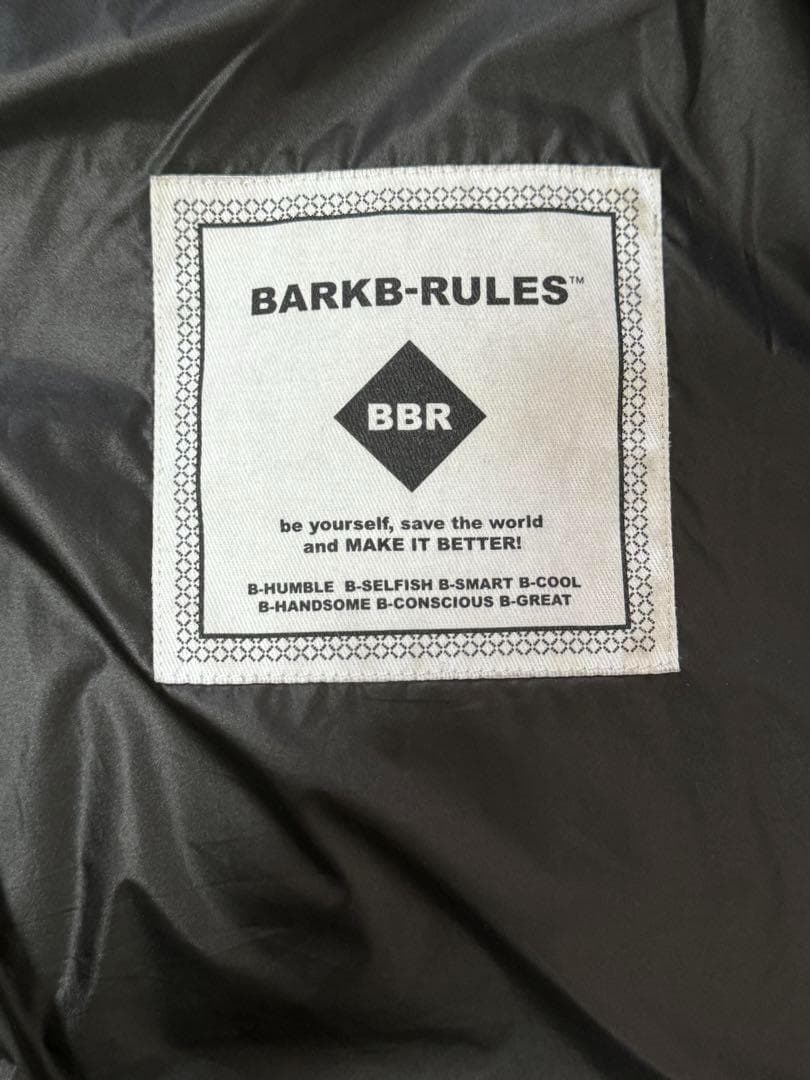 BARKB-RULES™
BBR
be yourself, save the world
and MAKE IT BETTER!
B-HUMBLE B-SELFISH B-SMART B-COOL
B-HANDSOME B-CONSCIOUS B-GREAT